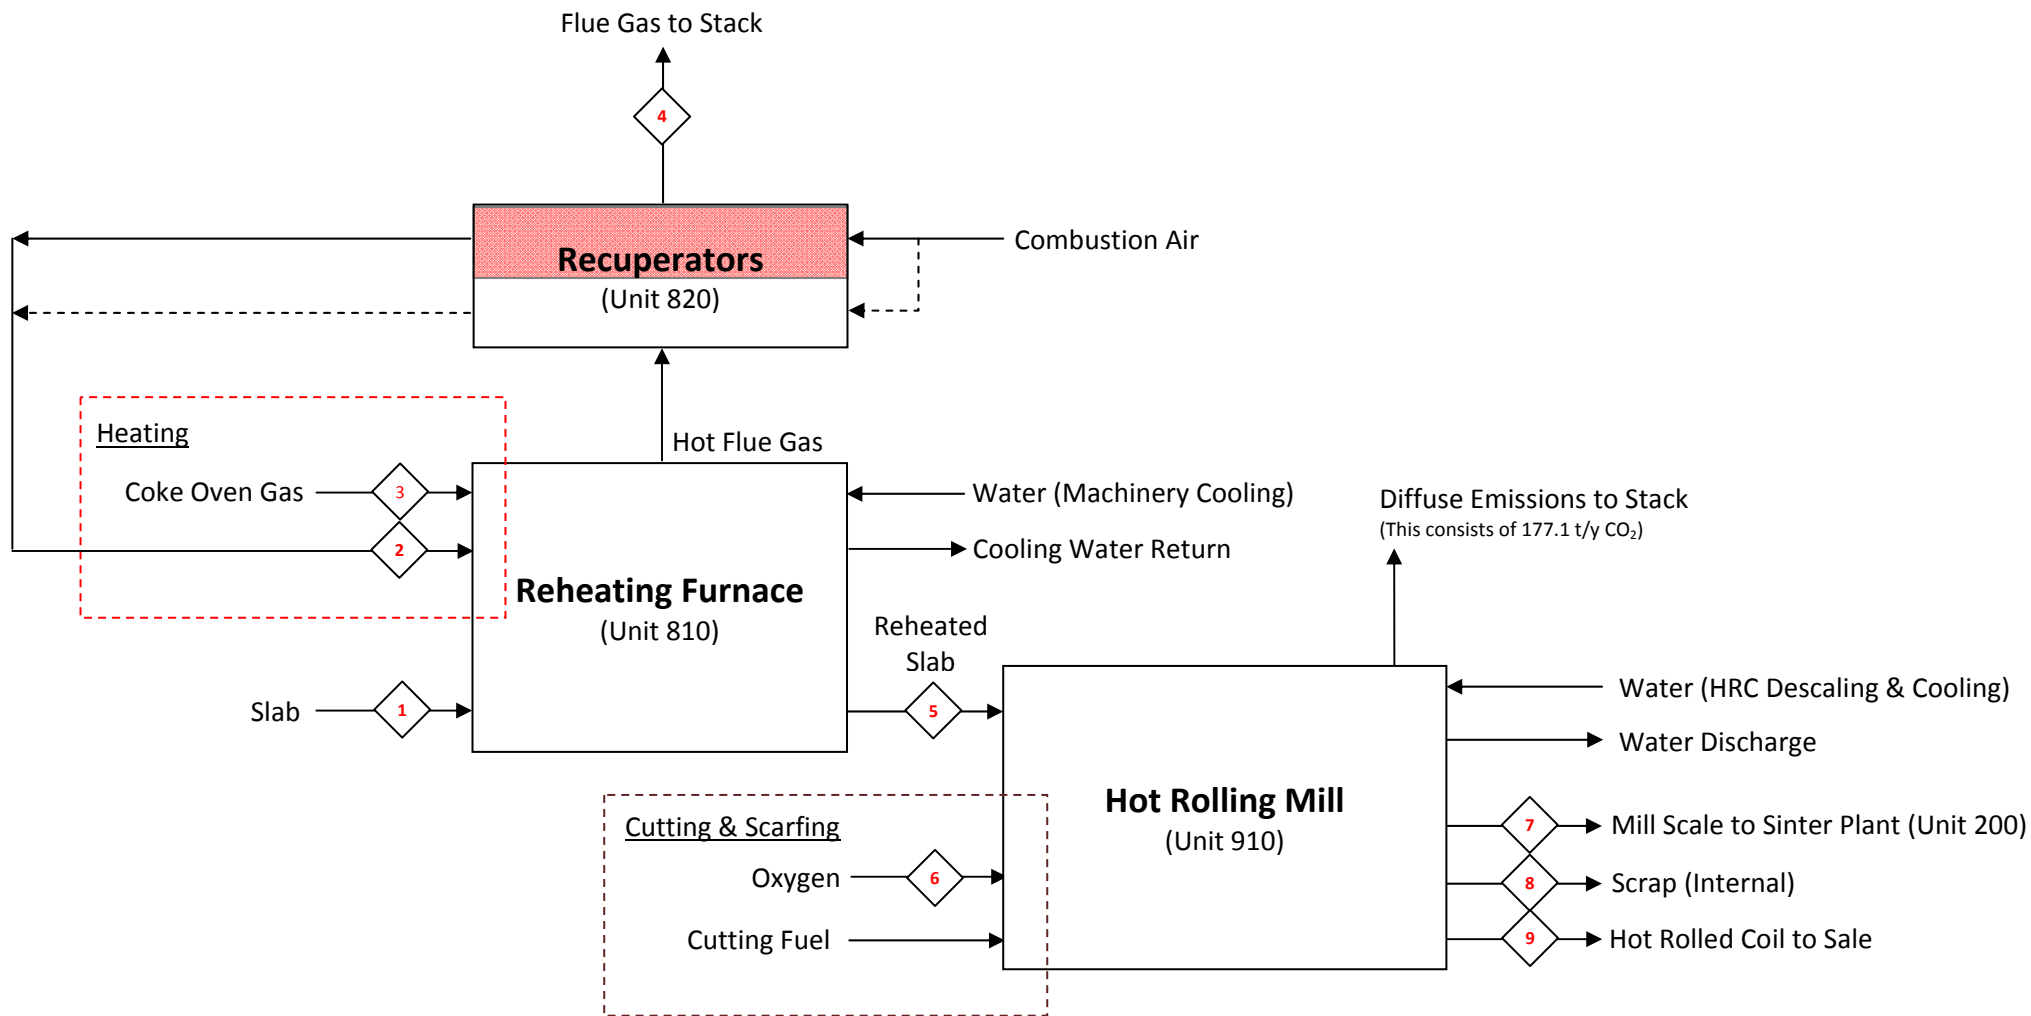 Flue Gas to Stack
4
Recuperators
(Unit 820)
Combustion Air
Heating
Hot Flue Gas
Coke Oven Gas
3
2
Water (Machinery Cooling)
Cooling Water Return
Diffuse Emissions to Stack
(This consists of 177.1 t/y CO₂)
Reheating Furnace
(Unit 810)
Slab
1
Reheated
Slab
5
Water (HRC Descaling & Cooling)
Water Discharge
Hot Rolling Mill
(Unit 910)
Cutting & Scarfing
Oxygen
6
Cutting Fuel
7
Mill Scale to Sinter Plant (Unit 200)
8
Scrap (Internal)
9
Hot Rolled Coil to Sale